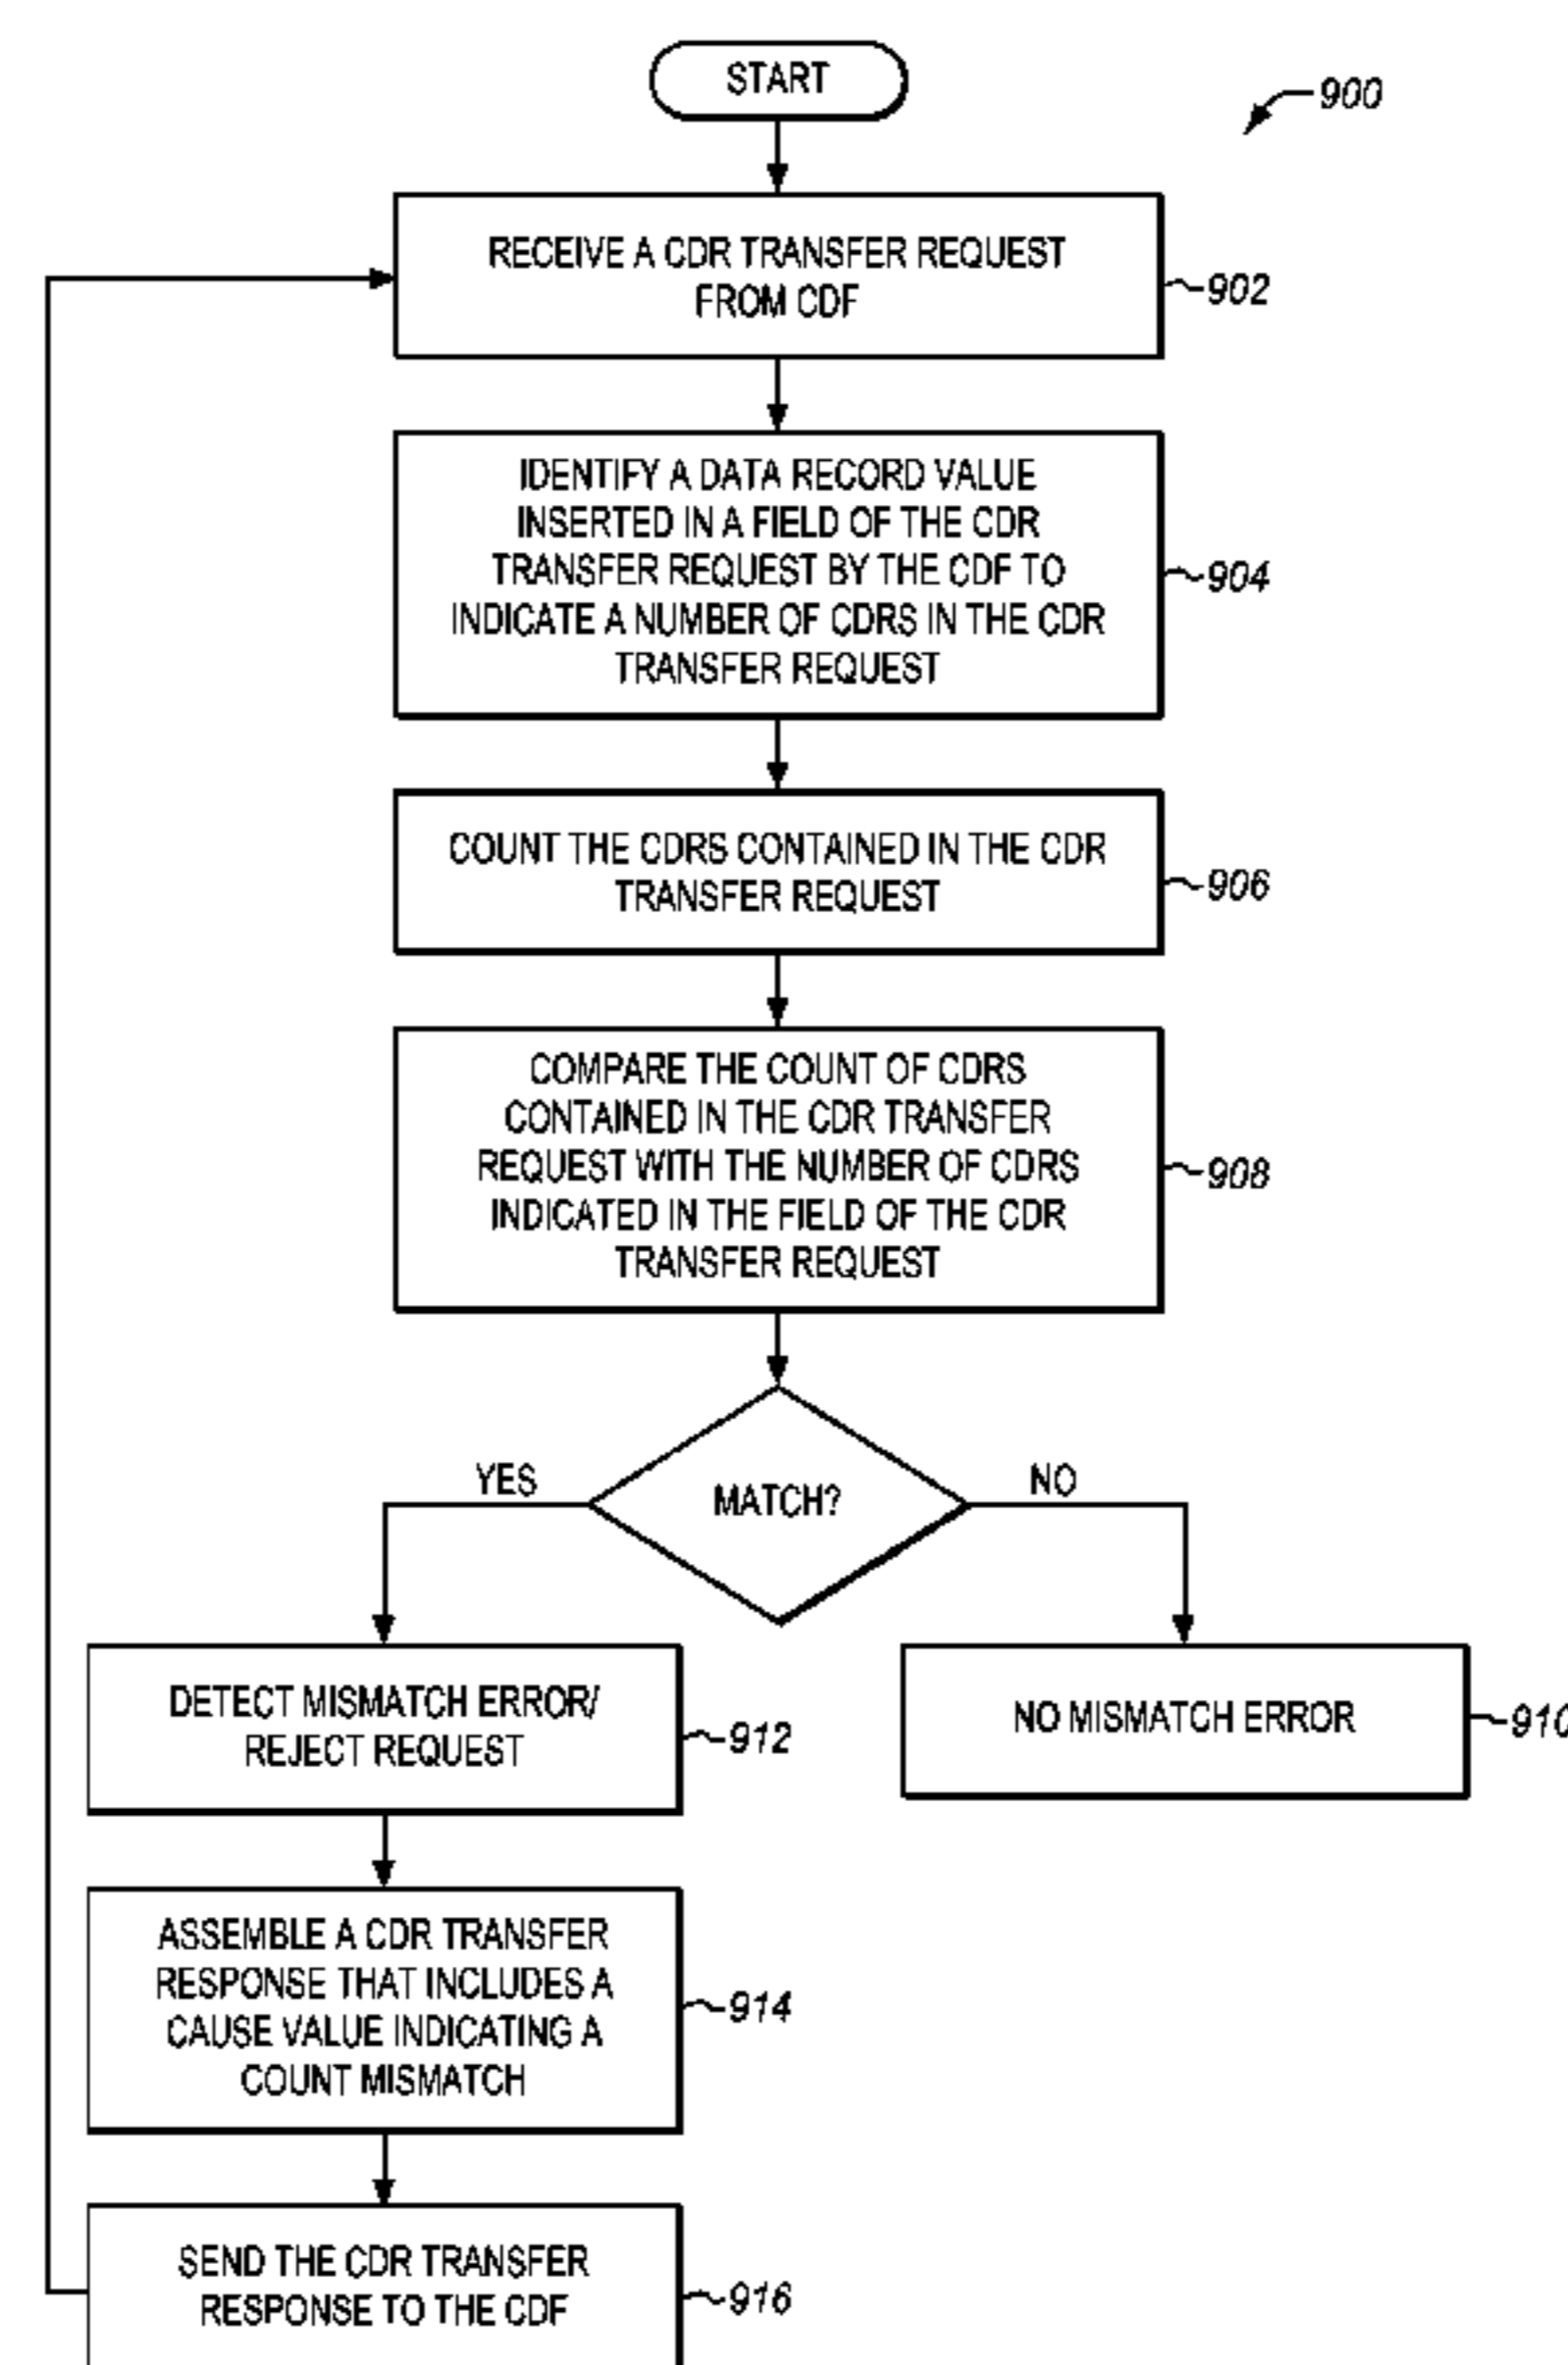 START
900
RECEIVE A CDR TRANSFER REQUEST
FROM CDF
902
IDENTIFY A DATA RECORD VALUE
INSERTED IN A FIELD OF THE CDR
TRANSFER REQUEST BY THE CDF TO
INDICATE A NUMBER OF CDRS IN THE CDR
TRANSFER REQUEST
904
COUNT THE CDRS CONTAINED IN THE CDR
TRANSFER REQUEST
906
COMPARE THE COUNT OF CDRS
CONTAINED IN THE CDR TRANSFER
REQUEST WITH THE NUMBER OF CDRS
INDICATED IN THE FIELD OF THE CDR
TRANSFER REQUEST
908
MATCH?
YES
NO
DETECT MISMATCH ERROR/
REJECT REQUEST
912
NO MISMATCH ERROR
910
ASSEMBLE A CDR TRANSFER
RESPONSE THAT INCLUDES A
CAUSE VALUE INDICATING A
COUNT MISMATCH
914
SEND THE CDR TRANSFER
RESPONSE TO THE CDF
916